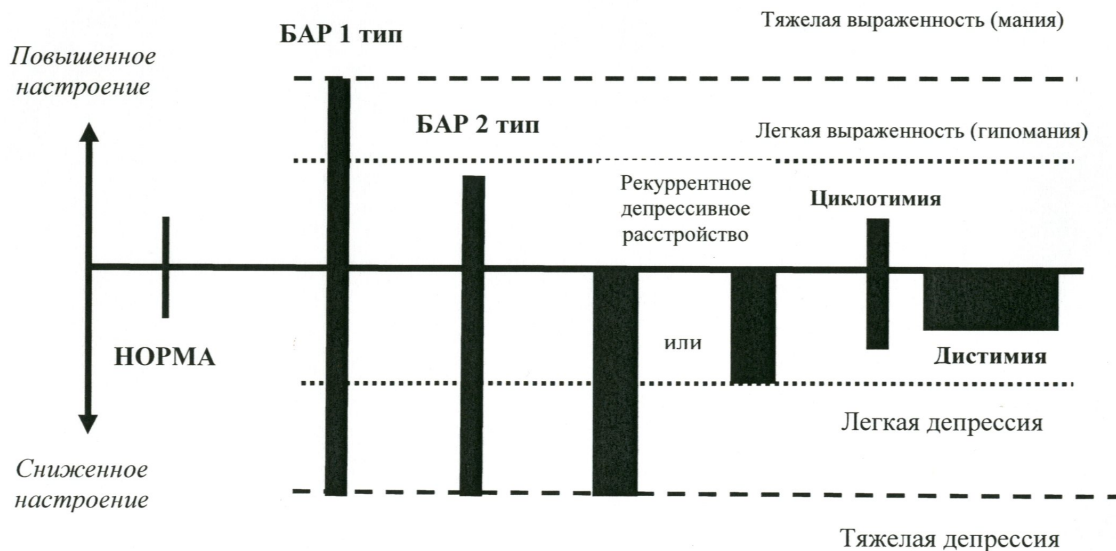 Тяжелая выраженность (мания)
БАР 1 тип
Повышенное
настроение
БАР 2 тип
Легкая выраженность (гипомания)
Рекуррентное
депрессивное
расстройство
Циклотимия
НОРМА
или
Дистимия
Легкая депрессия
Сниженное
настроение
Тяжелая депрессия